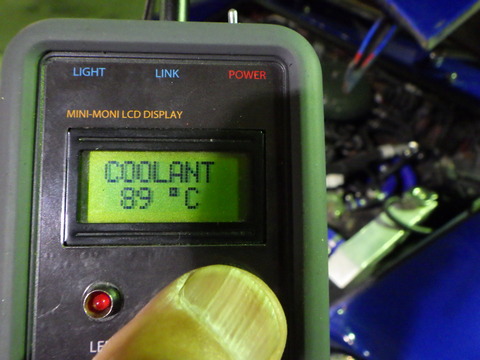 LIGHT LINK POWER
MINI-MONI LCD DISPLAY
COOLANT
89 °C